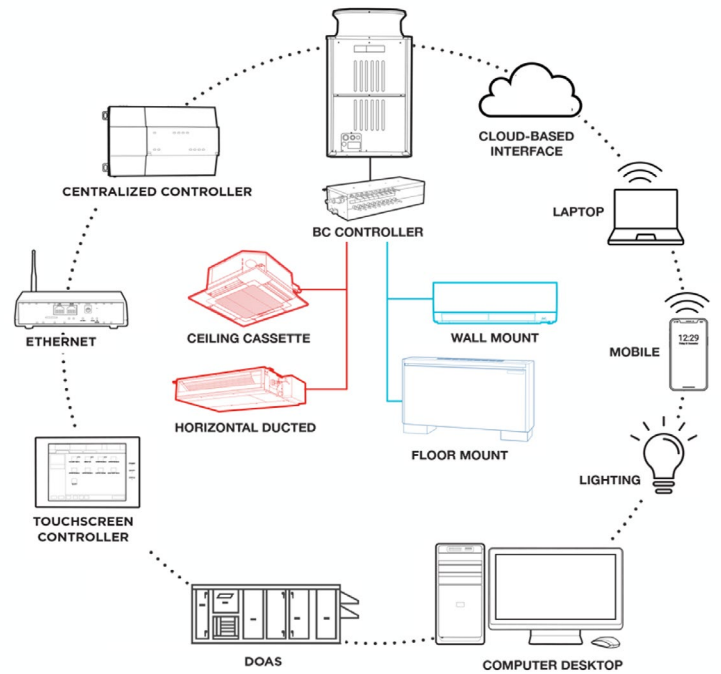 CLOUD-BASED
INTERFACE
CENTRALIZED CONTROLLER
BC CONTROLLER
LAPTOP
ETHERNET
CEILING CASSETTE
WALL MOUNT
12:29
MOBILE
HORIZONTAL DUCTED
FLOOR MOUNT
LIGHTING
TOUCHSCREEN
CONTROLLER
DOAS
COMPUTER DESKTOP